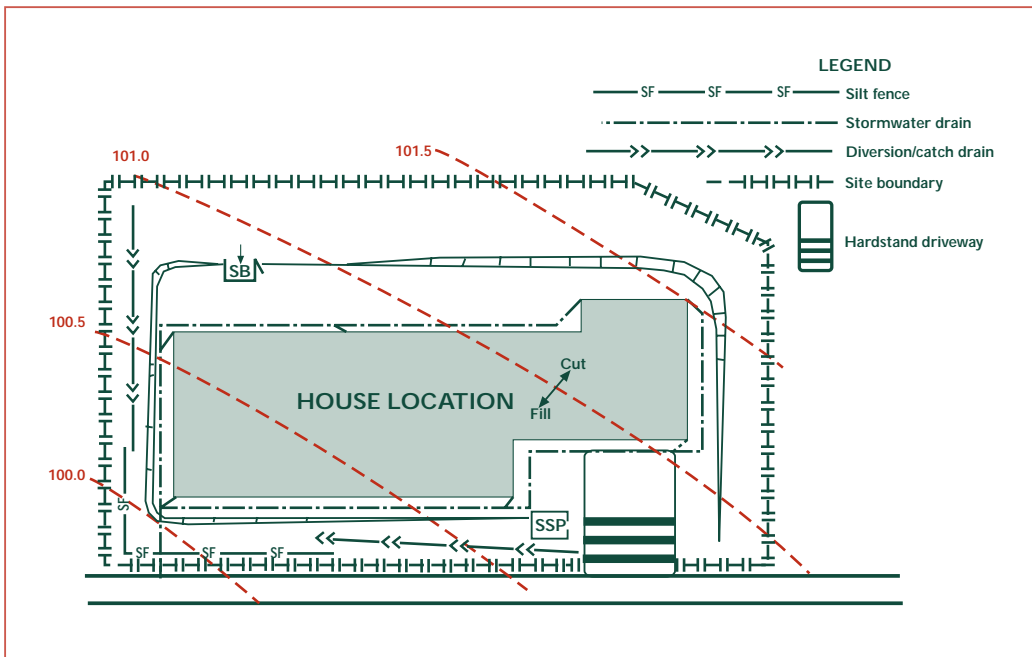 LEGEND
SF SF SF Silt fence
Stormwater drain
Diversion/catch drain
Site boundary
Hardstand driveway
101.0
101.5
100.5
100.0
SB
Cut
HOUSE LOCATION
Fill
SSP
SF
SF SF SF